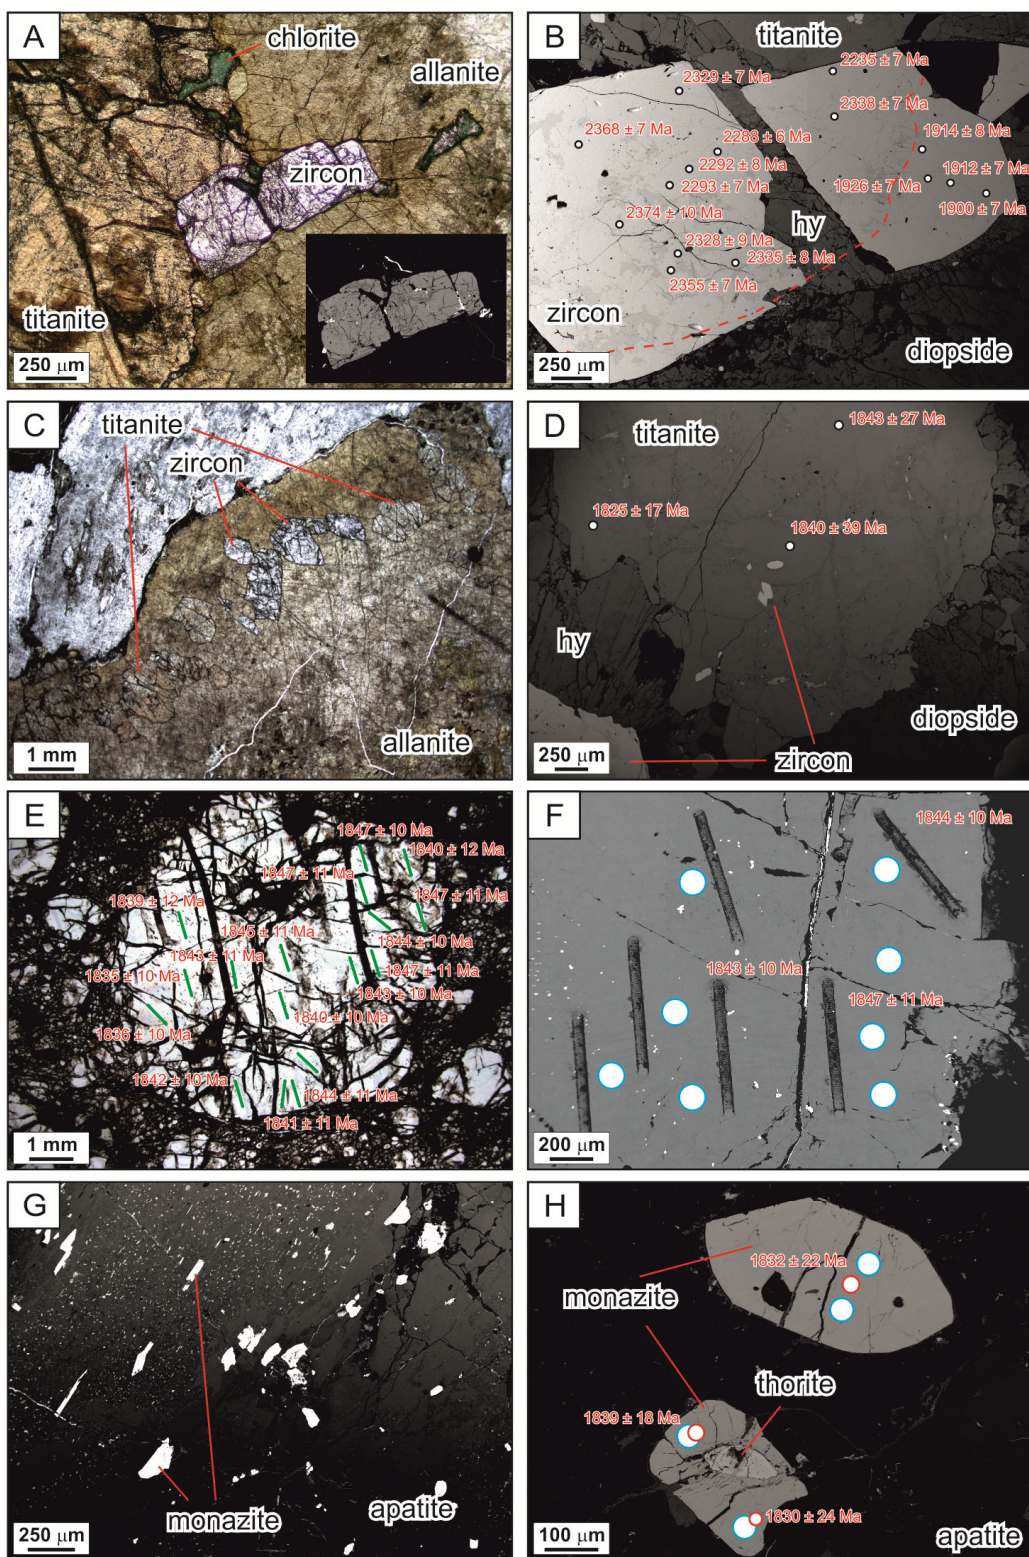 A
chlorite
allanite
zircon
titanite
250 μm
B
titanite
2235 ± 7 Ma
2329 ± 7 Ma
2338 ± 7 Ma
2368 ± 7 Ma
2288 ± 6 Ma
1914 ± 8 Ma
2292 ± 8 Ma
1912 ± 7 Ma
2293 ± 7 Ma
1926 ± 7 Ma
1900 ± 7 Ma
2374 ± 10 Ma
hy
2328 ± 9 Ma
2335 ± 8 Ma
2355 ± 7 Ma
zircon
diopside
250 μm
C
titanite
zircon
allanite
1 mm
D
titanite
1843 ± 27 Ma
1825 ± 17 Ma
1840 ± 39 Ma
hy
diopside
zircon
250 μm
E
1847 ± 10 Ma
1840 ± 12 Ma
1847 ± 11 Ma
1847 ± 11 Ma
1839 ± 12 Ma
1845 ± 11 Ma
1844 ± 10 Ma
1843 ± 11 Ma
1847 ± 11 Ma
1835 ± 10 Ma
1843 ± 10 Ma
1840 ± 10 Ma
1836 ± 10 Ma
1842 ± 10 Ma
1844 ± 11 Ma
1841 ± 11 Ma
1 mm
F
1844 ± 10 Ma
1843 ± 10 Ma
1847 ± 11 Ma
200 μm
G
monazite
apatite
250 μm
H
1832 ± 22 Ma
monazite
thorite
1839 ± 18 Ma
1830 ± 24 Ma
apatite
100 μm